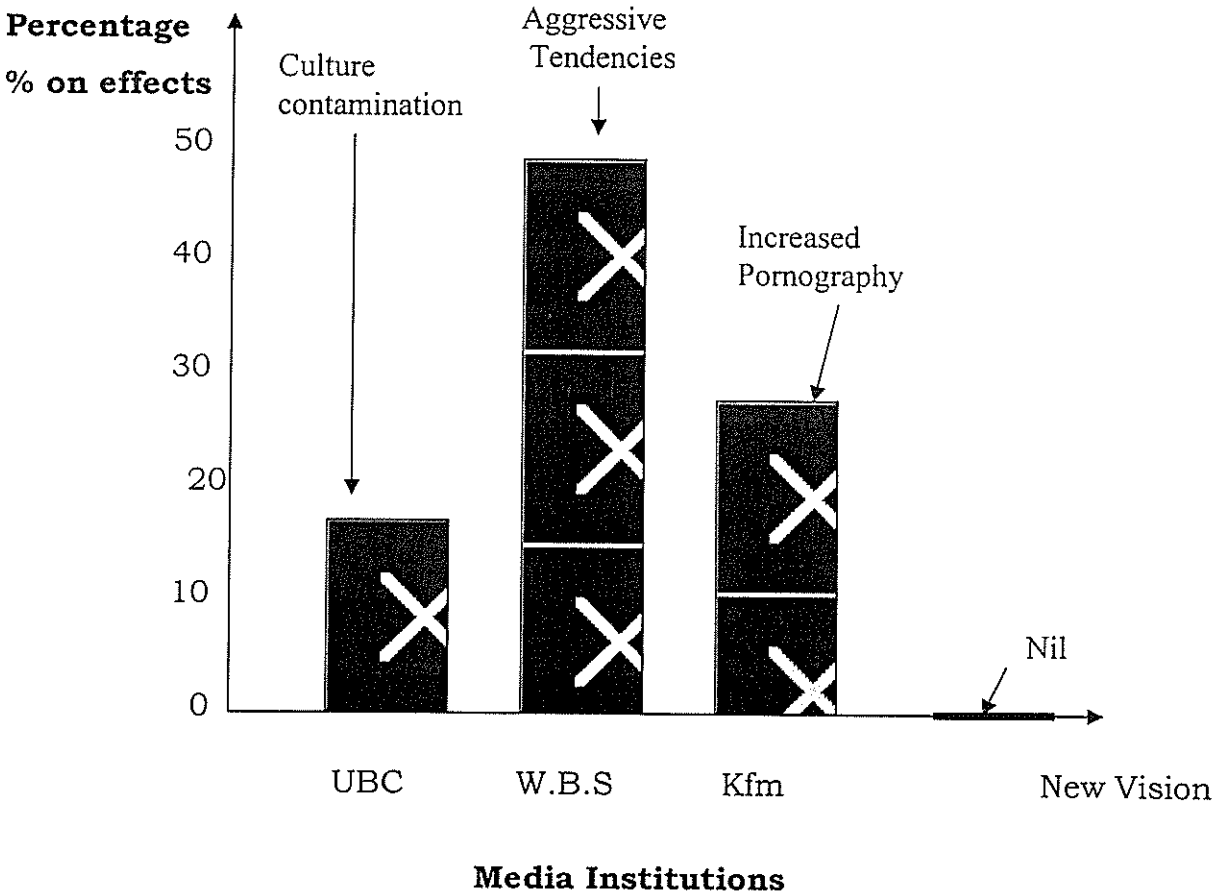 Percentage
% on effects
Culture
contamination
Aggressive
Tendencies
Increased
Pornography
Nil
50
40
30
20
10
0
UBC
W.B.S
Kfm
New Vision
Media Institutions